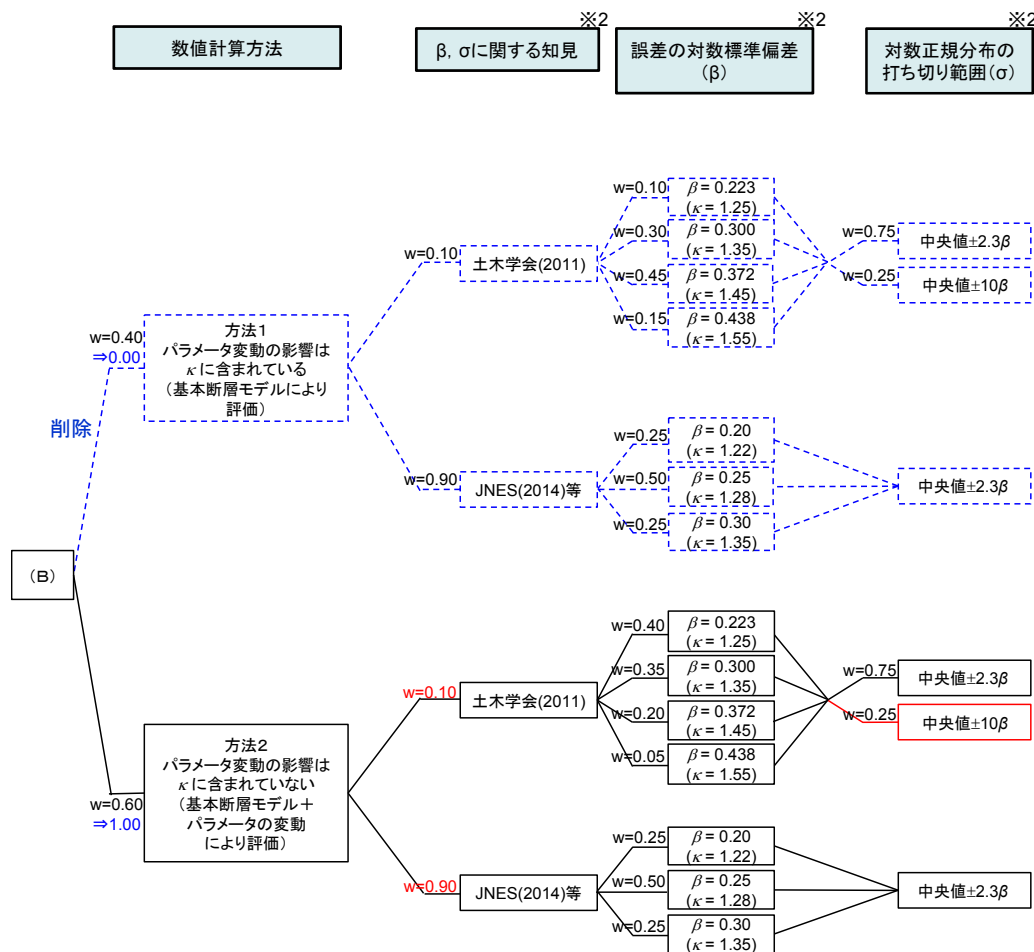 ※2
※2
※2
数値計算方法
β, σに関する知見
誤差の対数標準偏差
（β）
対数正規分布の
打ち切り範囲(σ)
w=0.10
β = 0.223
(κ = 1.25)
w=0.30
β = 0.300
(κ = 1.35)
w=0.45
β = 0.372
(κ = 1.45)
w=0.15
β = 0.438
(κ = 1.55)
w=0.10
土木学会(2011)
w=0.75
中央値±2.3β
w=0.25
中央値±10β
w=0.40
⇒0.00
方法1
パラメータ変動の影響は
κに含まれている
（基本断層モデルにより
評価）
削除
w=0.90
JNES(2014)等
w=0.25
β = 0.20
(κ = 1.22)
w=0.50
β = 0.25
(κ = 1.28)
w=0.25
β = 0.30
(κ = 1.35)
中央値±2.3β
（B）
w=0.60
⇒1.00
方法2
パラメータ変動の影響は
κに含まれていない
（基本断層モデル＋
パラメータの変動
により評価）
w=0.10
土木学会(2011)
w=0.40
β = 0.223
(κ = 1.25)
w=0.35
β = 0.300
(κ = 1.35)
w=0.20
β = 0.372
(κ = 1.45)
w=0.05
β = 0.438
(κ = 1.55)
w=0.75
中央値±2.3β
w=0.25
中央値±10β
w=0.90
JNES(2014)等
w=0.25
β = 0.20
(κ = 1.22)
w=0.50
β = 0.25
(κ = 1.28)
w=0.25
β = 0.30
(κ = 1.35)
中央値±2.3β